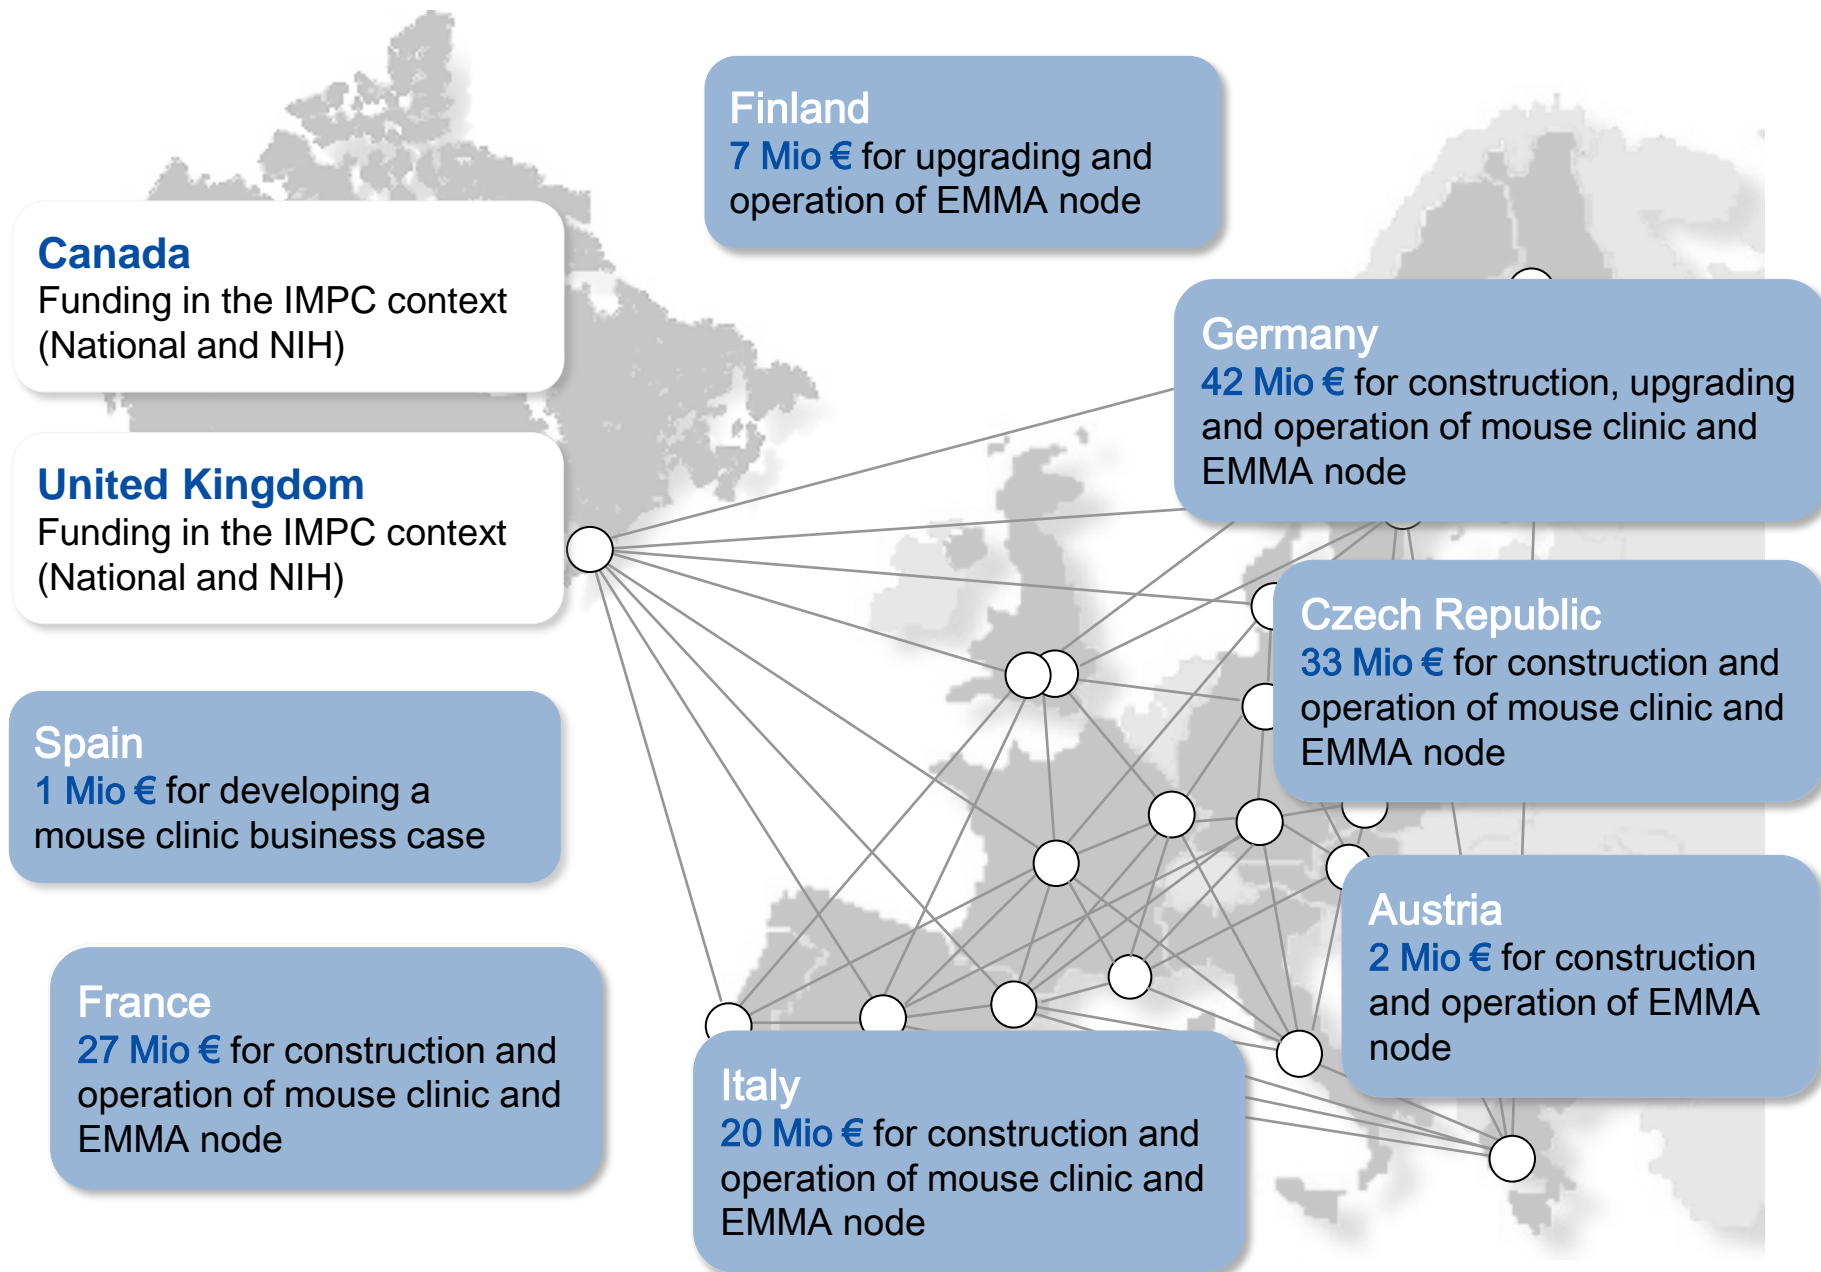 Finland
7 Mio € for upgrading and
operation of EMMA node
Canada
Funding in the IMPC context
(National and NIH)
Germany
42 Mio € for construction, upgrading
and operation of mouse clinic and
EMMA node
United Kingdom
Funding in the IMPC context
(National and NIH)
Czech Republic
33 Mio € for construction and
operation of mouse clinic and
EMMA node
Spain
1 Mio € for developing a
mouse clinic business case
Austria
2 Mio € for construction
and operation of EMMA
node
France
27 Mio € for construction and
operation of mouse clinic and
EMMA node
Italy
20 Mio € for construction and
operation of mouse clinic and
EMMA node